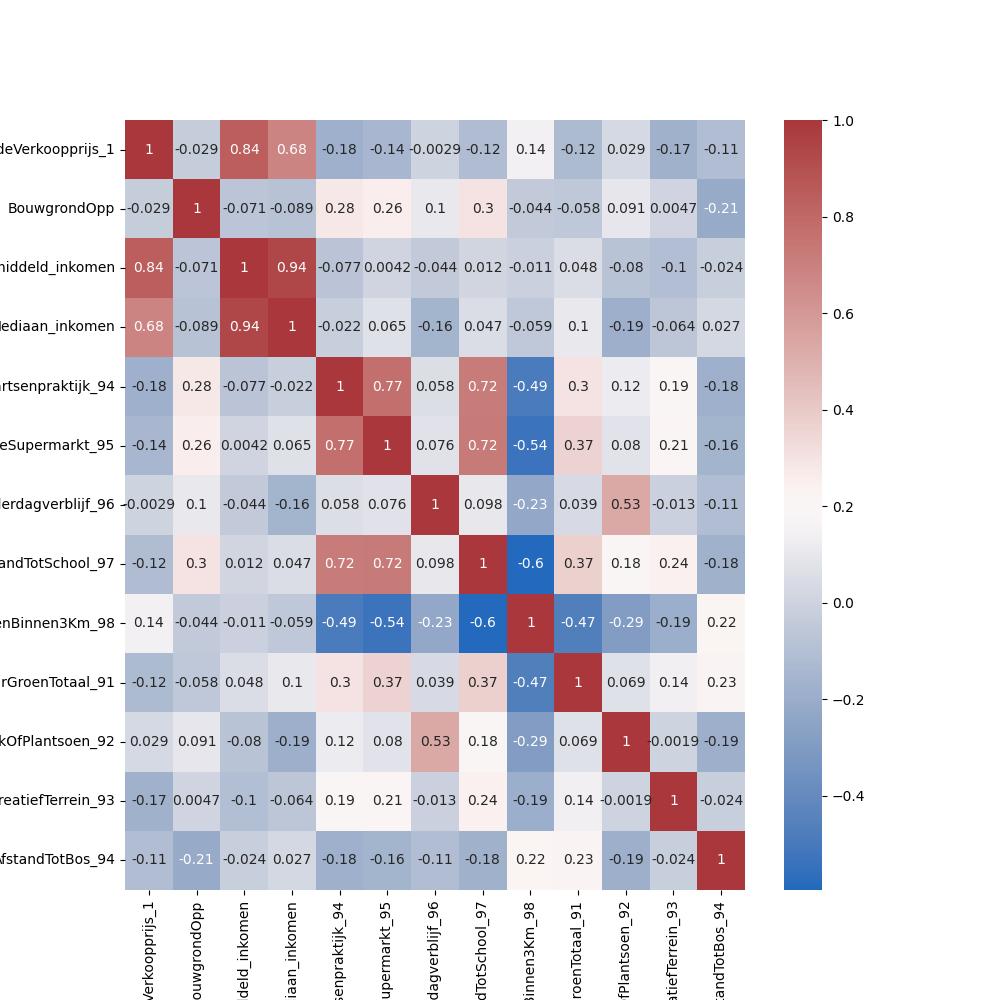 deVerkoopprijs_1 1 -0.029 0.84 0.68 -0.18 -0.14 -0.0029 -0.12 0.14 -0.12 0.029 -0.17 -0.11
BouwgrondOpp -0.029 1 -0.071 -0.089 0.28 0.26 0.1 0.3 -0.044 -0.058 0.091 0.0047 -0.21
middeld_inkomen 0.84 -0.071 1 0.94 -0.077 0.0042 -0.044 0.012 -0.011 0.048 -0.08 -0.1 -0.024
Mediaan_inkomen 0.68 -0.089 0.94 1 -0.022 0.065 -0.16 0.047 -0.059 0.1 -0.19 -0.064 0.027
artsenpraktijk_94 -0.18 0.28 -0.077 -0.022 1 0.77 0.058 0.72 -0.49 0.3 0.12 0.19 -0.18
eSupermarkt_95 -0.14 0.26 0.0042 0.065 0.77 1 0.076 0.72 -0.54 0.37 0.08 0.21 -0.16
derdagverblijf_96 -0.0029 0.1 -0.044 -0.16 0.058 0.076 1 0.098 -0.23 0.039 0.53 -0.013 -0.11
andTotSchool_97 -0.12 0.3 0.012 0.047 0.72 0.72 0.098 1 -0.6 0.37 0.18 0.24 -0.18
enBinnen3Km_98 0.14 -0.044 -0.011 -0.059 -0.49 -0.54 -0.23 -0.6 1 -0.47 -0.29 -0.19 0.22
rGroenTotaal_91 -0.12 -0.058 0.048 0.1 0.3 0.37 0.039 0.37 -0.47 1 0.069 0.14 0.23
kOfPlantsoen_92 0.029 0.091 -0.08 -0.19 0.12 0.08 0.53 0.18 -0.29 0.069 1 -0.0019 -0.19
reatiefTerrein_93 -0.17 0.0047 -0.1 -0.064 0.19 0.21 -0.013 0.24 -0.19 0.14 -0.0019 1 -0.024
AfstandTotBos_94 -0.11 -0.21 -0.024 0.027 -0.18 -0.16 -0.11 -0.18 0.22 0.23 -0.19 -0.024 1
Verkoopprijs_1
ouwgrondOpp
ddeld_inkomen
iaan_inkomen
senpraktijk_94
upermarkt_95
dagverblijf_96
dTotSchool_97
Binnen3Km_98
roenTotaal_91
fPlantsoen_92
atiefTerrein_93
tandTotBos_94
1.0
0.8
0.6
0.4
0.2
0.0
−0.2
−0.4